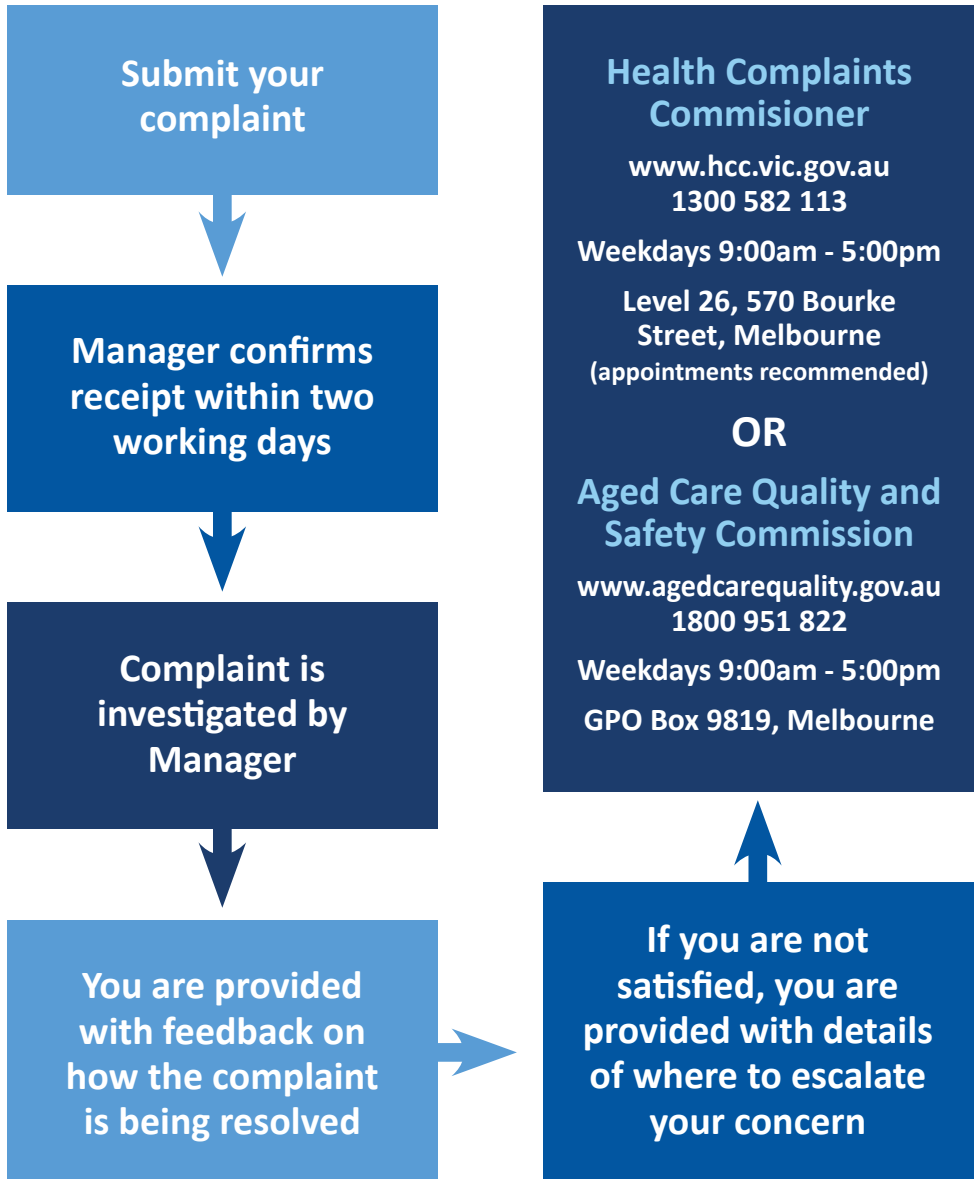 Submit your
complaint
Manager confirms
receipt within two
working days
Complaint is
investigated by
Manager
You are provided
with feedback on
how the complaint
is being resolved
If you are not
satisfied, you are
provided with details
of where to escalate
your concern
Health Complaints
Commisioner
www.hcc.vic.gov.au
1300 582 113
Weekdays 9:00am - 5:00pm
Level 26, 570 Bourke
Street, Melbourne
(appointments recommended)
OR
Aged Care Quality and
Safety Commission
www.agedcarequality.gov.au
1800 951 822
Weekdays 9:00am - 5:00pm
GPO Box 9819, Melbourne